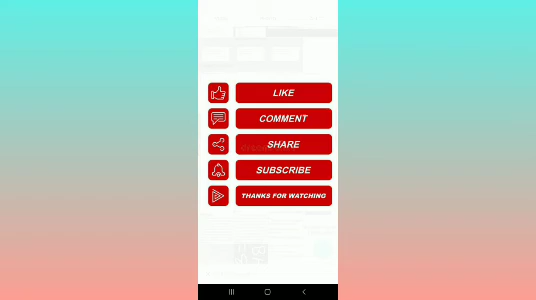 LIKE
COMMENT
SHARE
SUBSCRIBE
THANKS FOR WATCHING